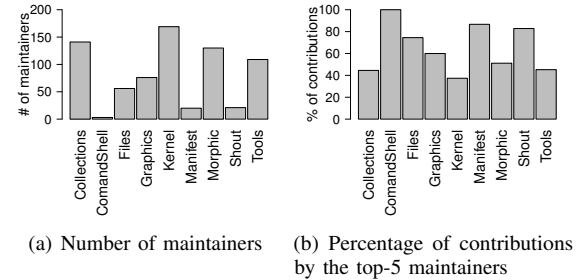 # of maintainers
200
150
100
50
0
Collections
ComandShell
Files
Graphics
Kernel
Manifest
Morphic
Shout
Tools
(a) Number of maintainers
% of contributions
100
80
60
40
20
0
Collections
ComandShell
Files
Graphics
Kernel
Manifest
Morphic
Shout
Tools
(b) Percentage of contributions
by the top-5 maintainers